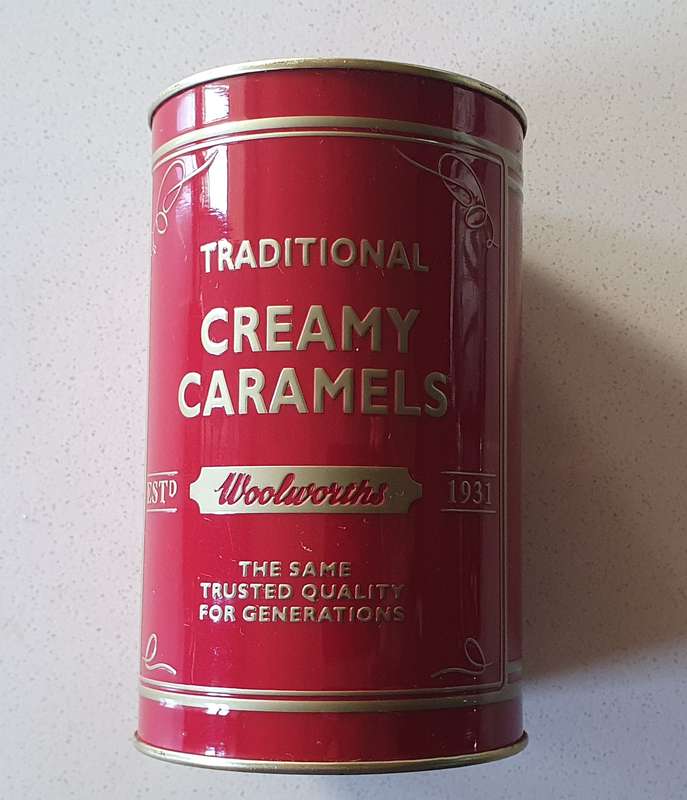 TRADITIONAL
CREAMY
CARAMELS
ESTD Woolworths 1931
THE SAME
TRUSTED QUALITY
FOR GENERATIONS